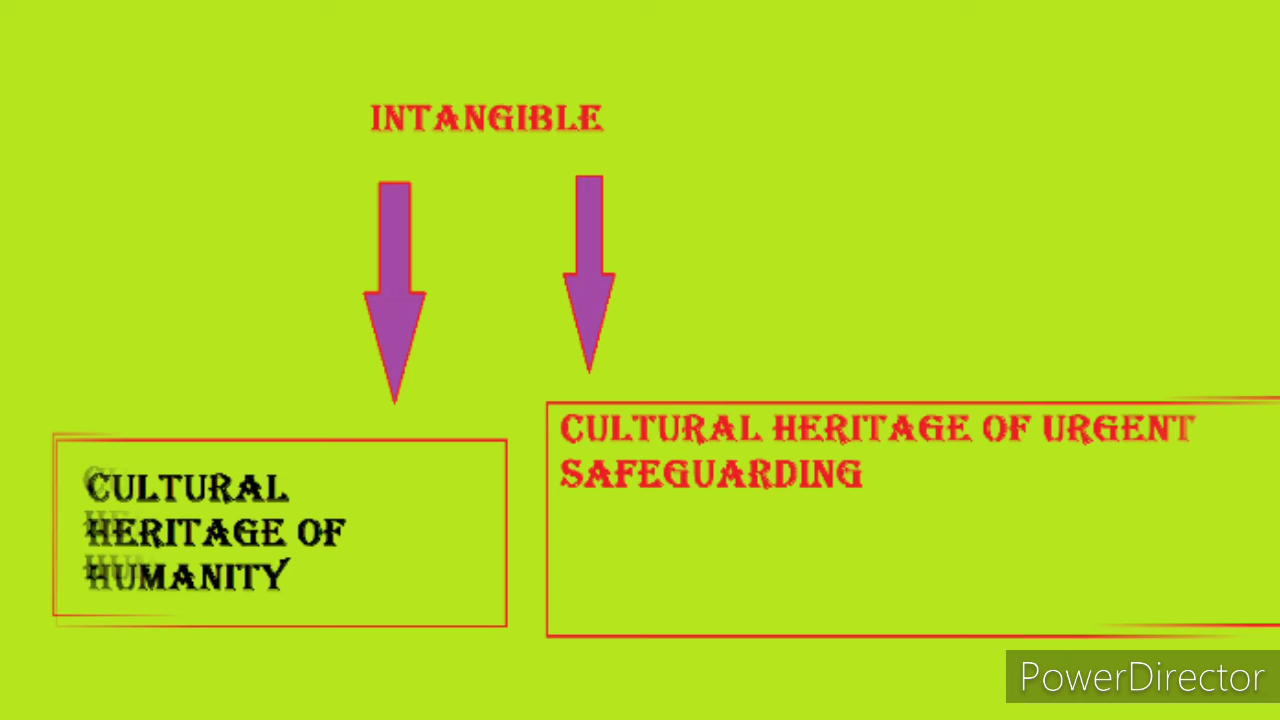 INTANGIBLE
CULTURAL
HERITAGE OF
HUMANITY
CULTURAL HERITAGE OF URGENT
SAFEGUARDING
PowerDirector